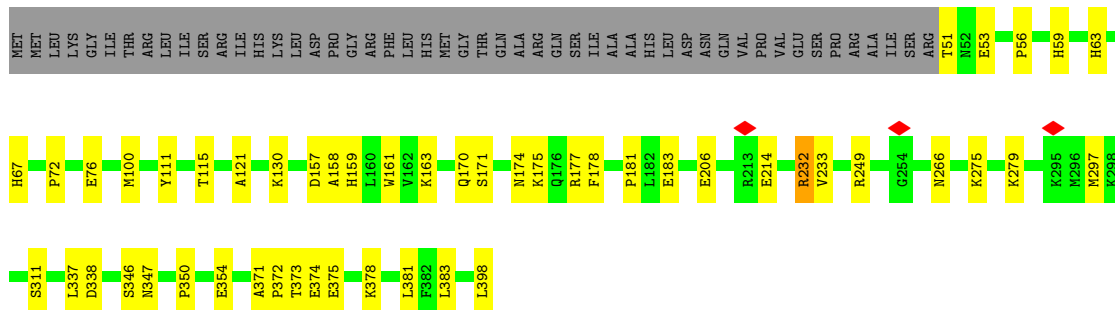 MET MET LEU LYS GLY ILE THR ARG LEU ILE SER ARG ILE HIS LYS LEU ASP PRO GLY ARG PHE LEU HIS MET GLY THR GLN ALA ARG GLN SER ILE ALA ALA HIS LEU ASP ASN GLN VAL PRO VAL GLU SER PRO ARG ALA ILE SER ARG T51 N52 E53 P56 H59 H63
H67 P72 E76 M100 Y111 T115 A121 K130 D157 A158 H159 L160 W161 V162 K163 Q170 S171 N174 K175 Q176 R177 F178 P181 L182 E183 E206 R213 E214 R232 V233 R249 G254 N266 K275 K279 K295 M296 M297 K298
S311 L337 D338 S346 N347 P350 E354 A371 P372 T373 E374 E375 K378 L381 F382 L383 L398